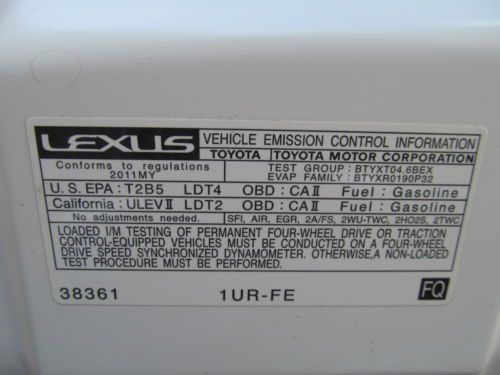 LEXUS VEHICLE EMISSION CONTROL INFORMATION
TOYOTA TOYOTA MOTOR CORPORATION
Conforms to regulations TEST GROUP : BTYXT04.6BEX
2011MY EVAP FAMILY : BTYXR0190P32
U.S. EPA : T2B5 LDT4 OBD : CAⅡ Fuel : Gasoline
California : ULEVⅡ LDT2 OBD : CAⅡ Fuel : Gasoline
No adjustments needed. SFI, AIR, EGR, 2A/FS, 2WU-TWC, 2HO2S, 2TWC
LOADED I/M TESTING OF PERMANENT FOUR-WHEEL DRIVE OR TRACTION
CONTROL-EQUIPPED VEHICLES MUST BE CONDUCTED ON A FOUR-WHEEL
DRIVE SPEED SYNCHRONIZED DYNAMOMETER. OTHERWISE,A NON-LOADED
TEST PROCEDURE MUST BE PERFORMED.
38361 1UR-FE FQ